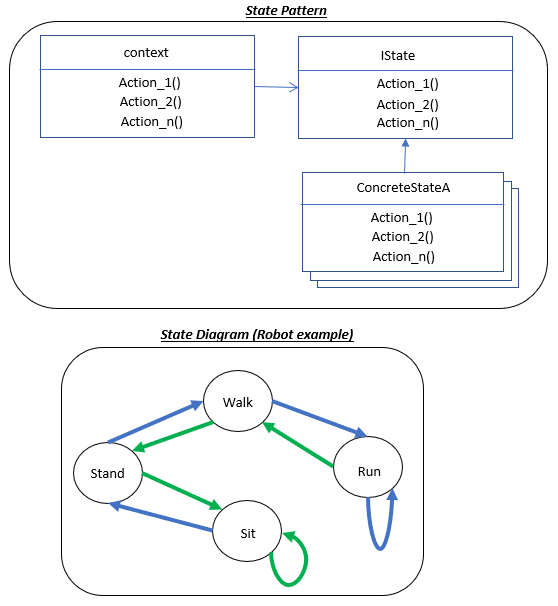 State Pattern
context
Action_1()
Action_2()
Action_n()
IState
Action_1()
Action_2()
Action_n()
ConcreteStateA
Action_1()
Action_2()
Action_n()
State Diagram (Robot example)
Walk
Stand
Run
Sit